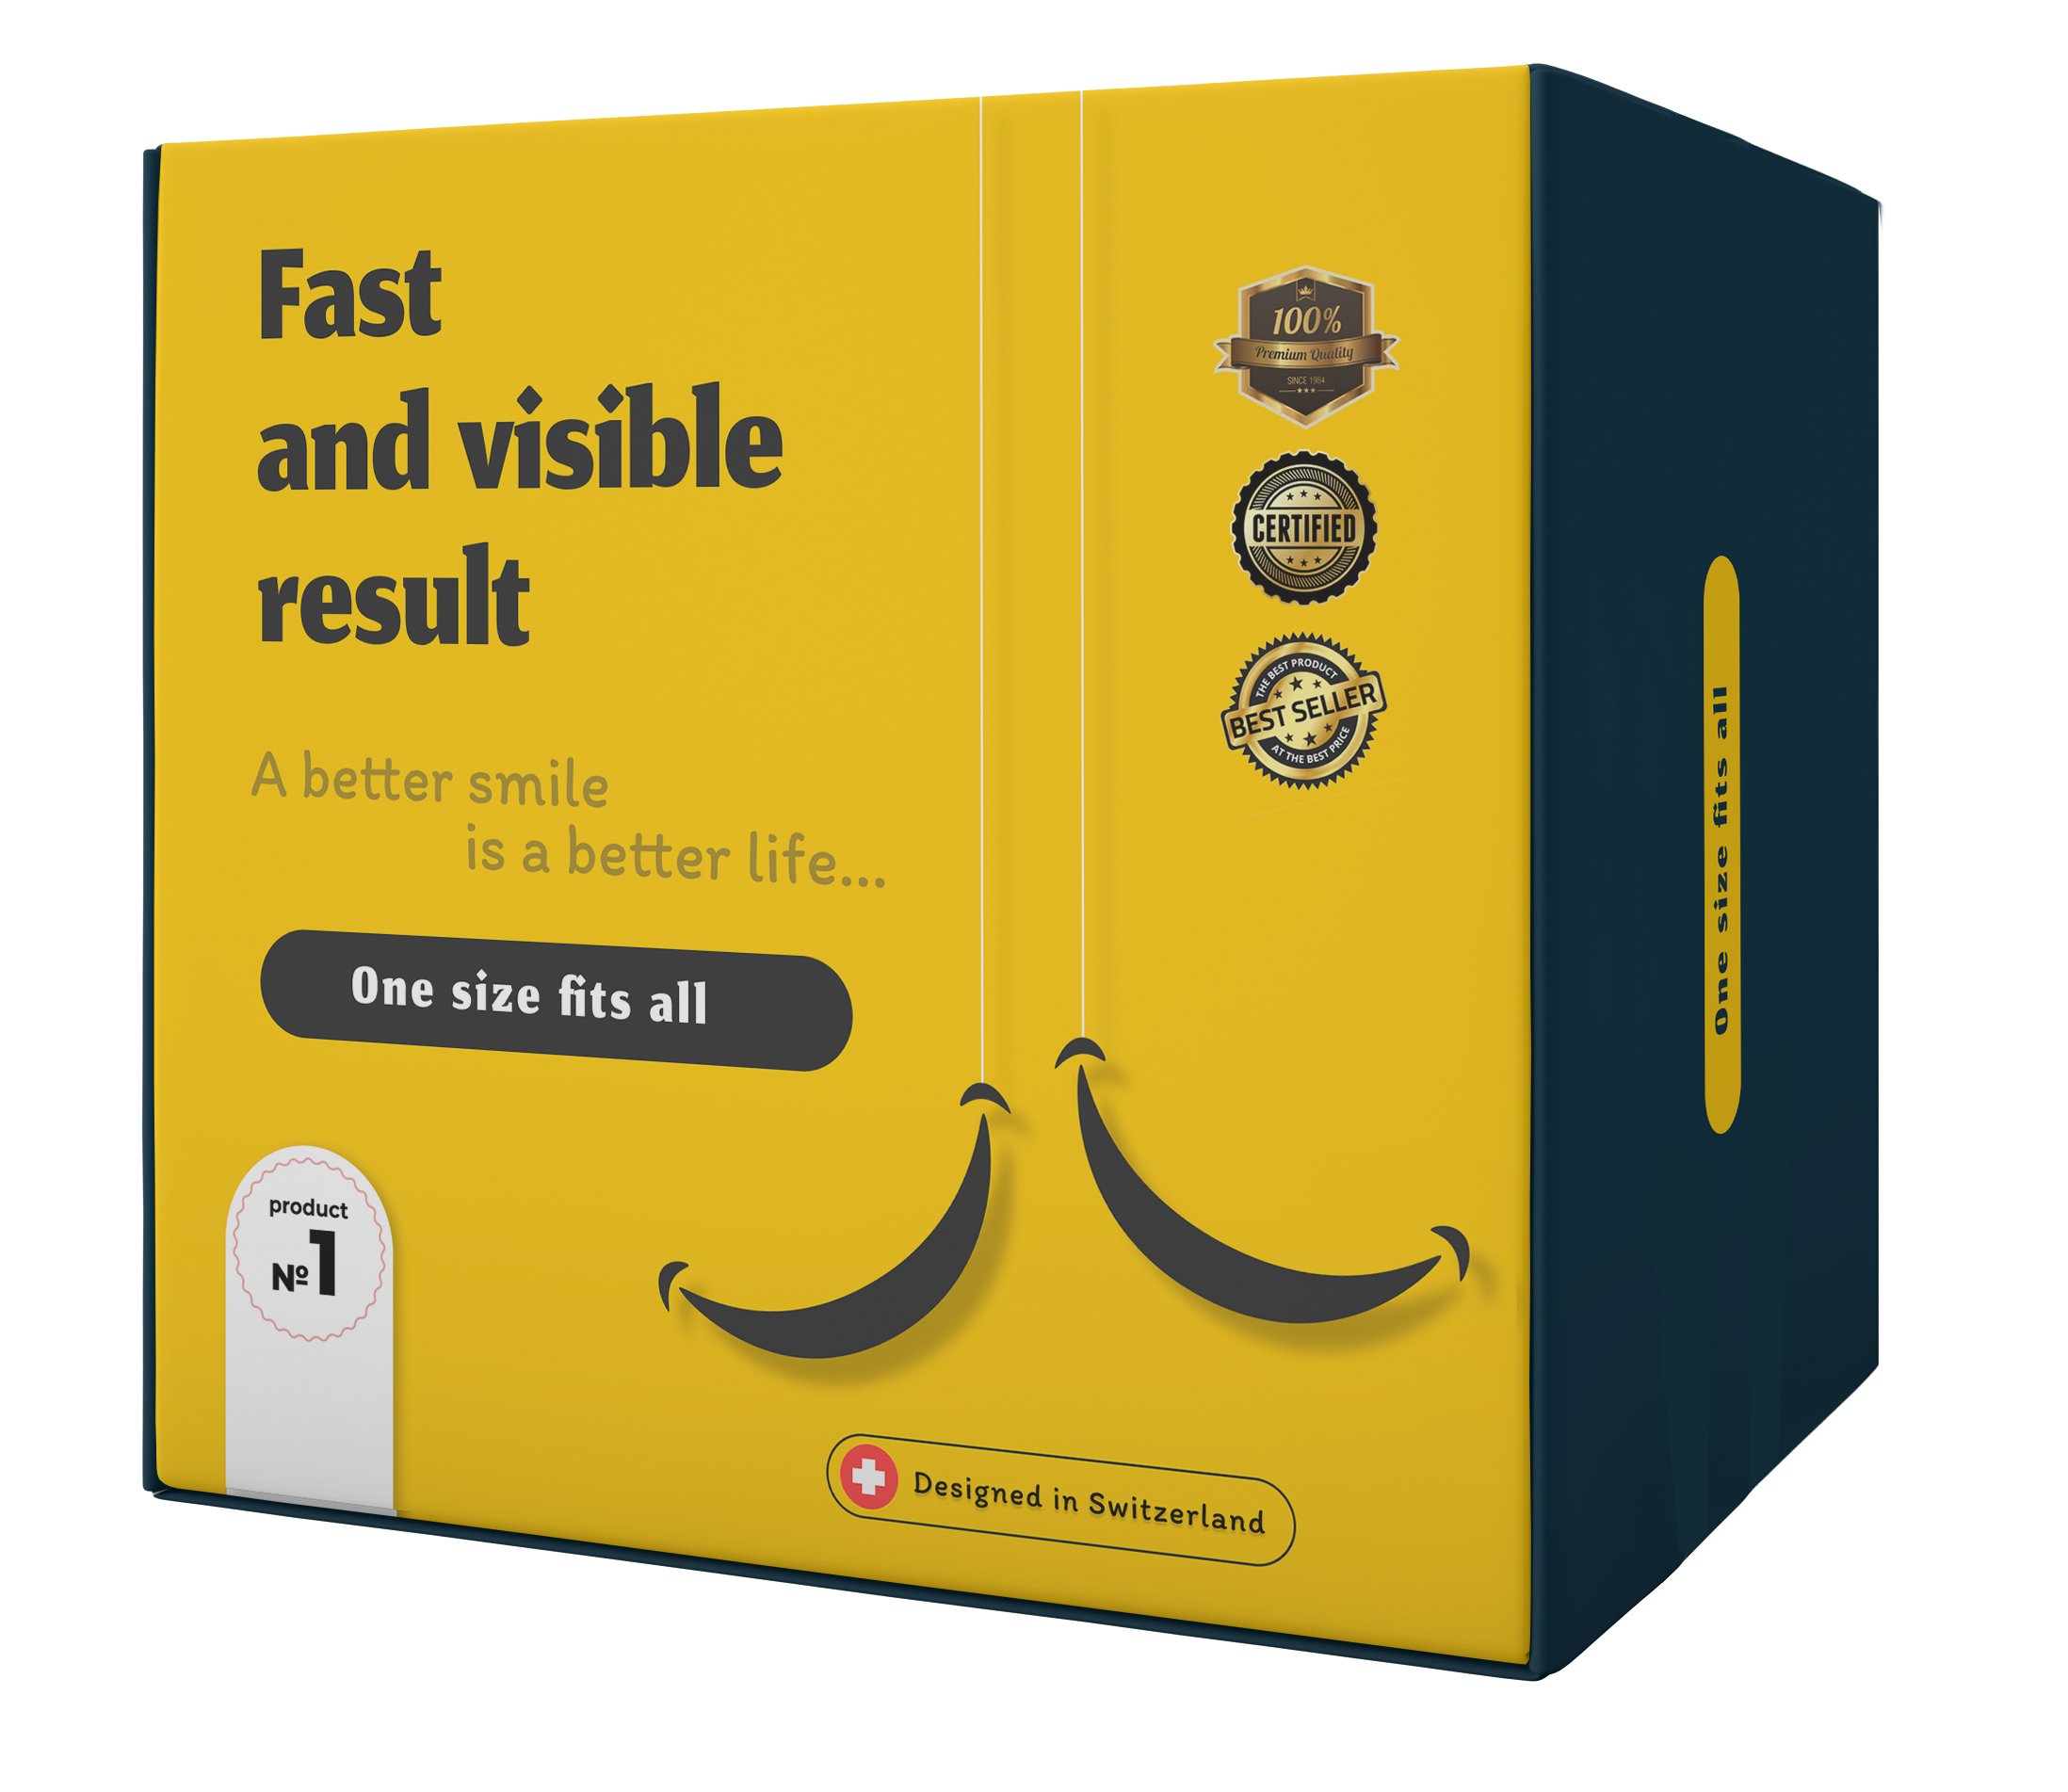 Fast
and visible
result
A better smile
is a better life...
One size fits all
product
№1
100%
Premium Quality
SINCE 1984
CERTIFIED
THE BEST PRODUCT
BEST SELLER
AT THE BEST PRICE
Designed in Switzerland
One size fits all